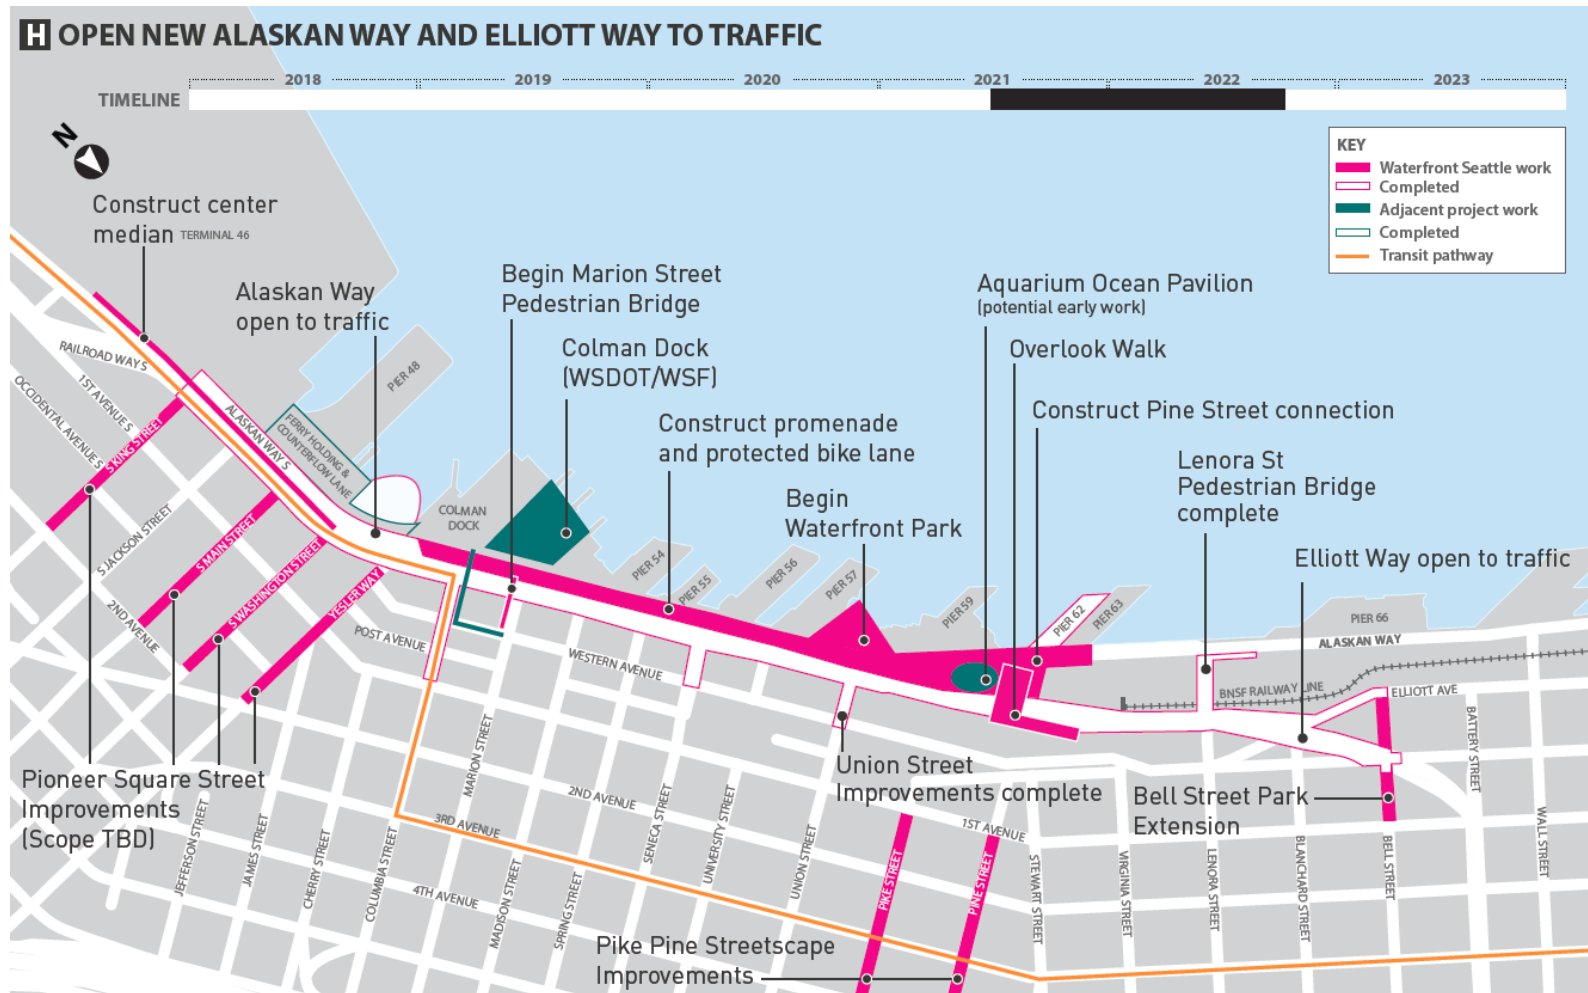 H OPEN NEW ALASKAN WAY AND ELLIOTT WAY TO TRAFFIC
2018 2019 2020 2021 2022 2023
TIMELINE
N
KEY
Waterfront Seattle work
Completed
Adjacent project work
Completed
Transit pathway
Construct center
median
TERMINAL 46
Alaskan Way
open to traffic
Begin Marion Street
Pedestrian Bridge
Colman Dock
(WSDOT/WSF)
Construct promenade
and protected bike lane
Begin
Waterfront Park
Aquarium Ocean Pavilion
(potential early work)
Overlook Walk
Construct Pine Street connection
Lenora St
Pedestrian Bridge
complete
Elliott Way open to traffic
RAILROAD WAY S
1ST AVENUE S
OCCIDENTAL AVENUE S
S KING STREET
ALASKAN WAY S
FERRY HOLDING &
COUNTERFLOW LANE
PIER 48
COLMAN
DOCK
S JACKSON STREET
S MAIN STREET
S WASHINGTON STREET
YESLER WAY
2ND AVENUE
POST AVENUE
WESTERN AVENUE
PIER 54
PIER 55
PIER 56
PIER 57
PIER 59
PIER 62
PIER 63
PIER 66
ALASKAN WAY
BNSF RAILWAY LINE
ELLIOTT AVE
BATTERY STREET
WALL STREET
Pioneer Square Street
Improvements
(Scope TBD)
Union Street
Improvements complete
Bell Street Park
Extension
MARION STREET
2ND AVENUE
3RD AVENUE
1ST AVENUE
4TH AVENUE
JEFFERSON STREET
JAMES STREET
CHERRY STREET
COLUMBIA STREET
MADISON STREET
SPRING STREET
SENECA STREET
UNIVERSITY STREET
UNION STREET
PIKE STREET
PINE STREET
STEWART STREET
VIRGINIA STREET
LENORA STREET
BLANCHARD STREET
BELL STREET
Pike Pine Streetscape
Improvements